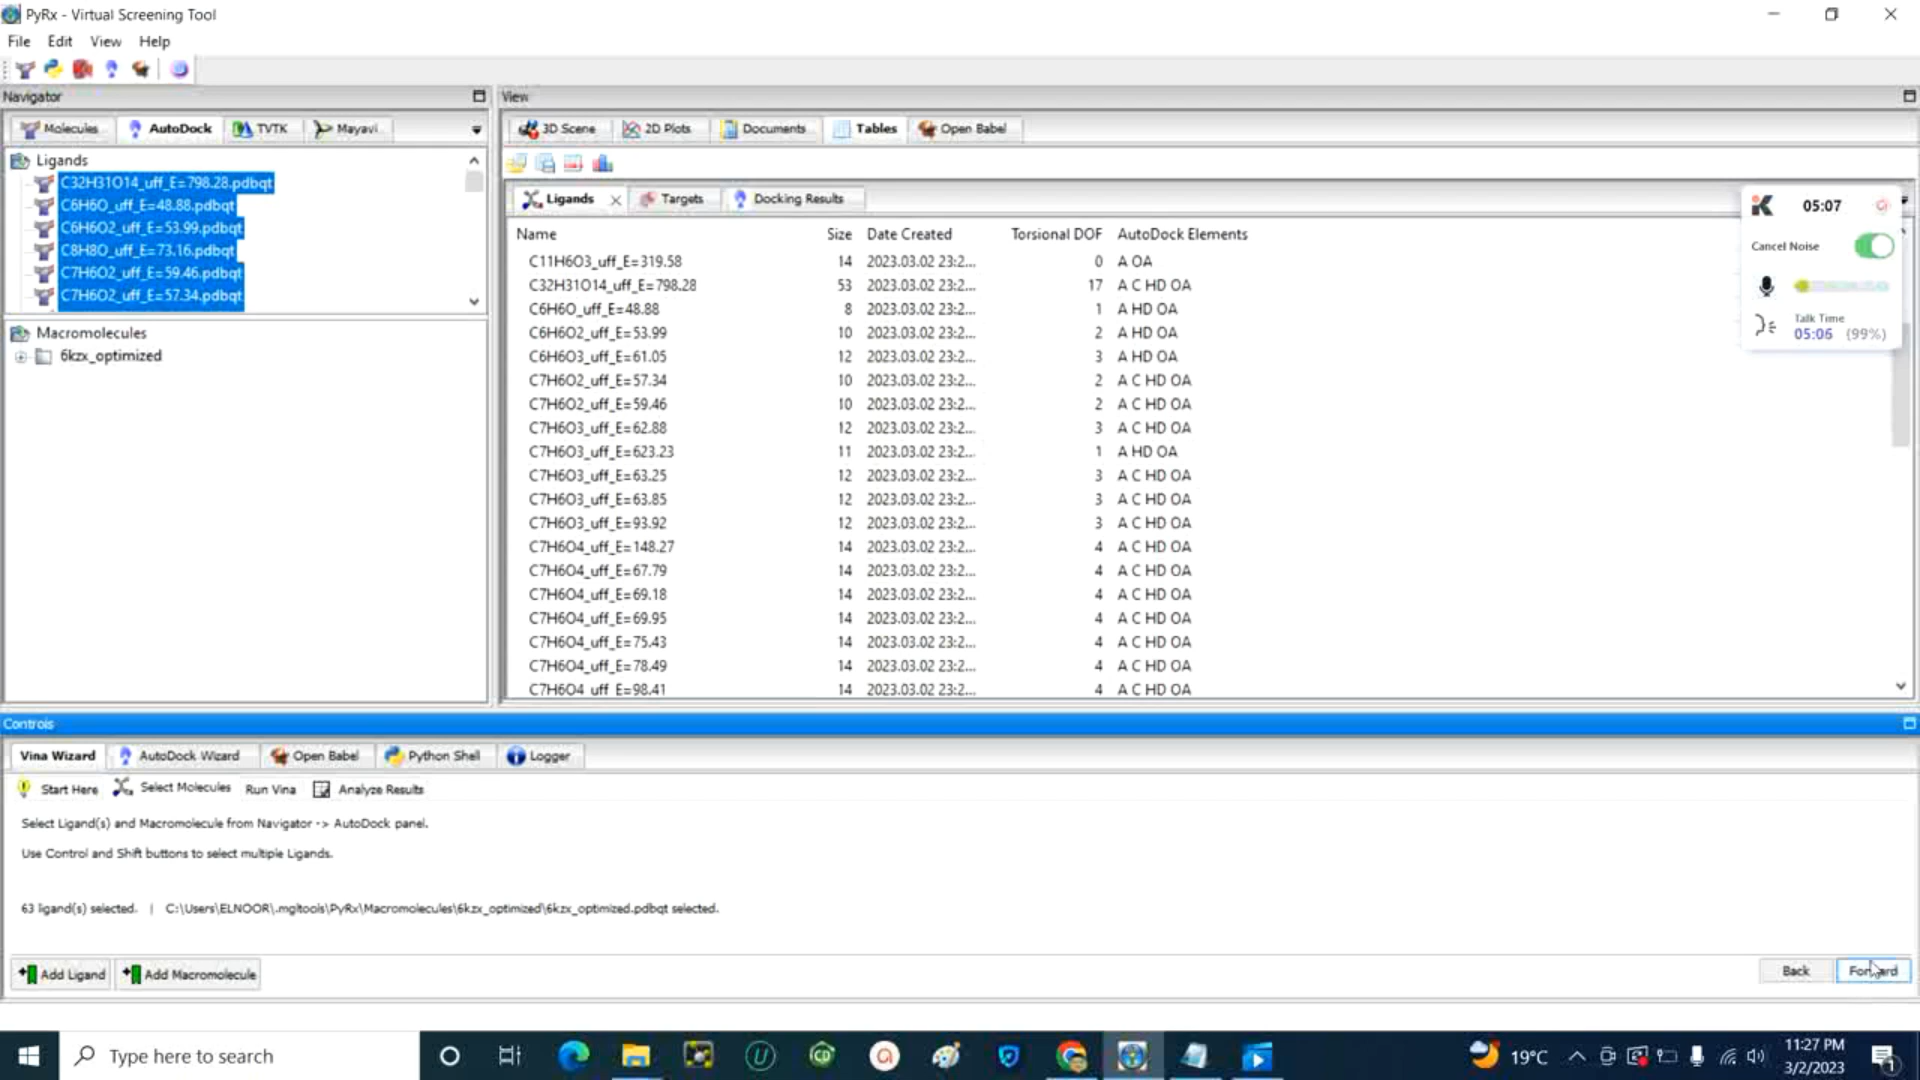 PyRx - Virtual Screening Tool
File Edit View Help
Navigator
View
Molecules AutoDock TVTK Mayavi
3D Scene 2D Plots Documents Tables Open Babel
Ligands
C32H31O14_uff_E=798.28.pdbqt
C6H6O_uff_E=48.88.pdbqt
C6H6O2_uff_E=53.99.pdbqt
C8H8O_uff_E=73.16.pdbqt
C7H6O2_uff_E=59.46.pdbqt
C7H6O2_uff_E=57.34.pdbqt
Macromolecules
6kzx_optimized
Ligands Targets Docking Results
Name Size Date Created Torsional DOF AutoDock Elements
C11H6O3_uff_E=319.58 14 2023.03.02 23:2... 0 A OA
C32H31O14_uff_E=798.28 53 2023.03.02 23:2... 17 A C HD OA
C6H6O_uff_E=48.88 8 2023.03.02 23:2... 1 A HD OA
C6H6O2_uff_E=53.99 10 2023.03.02 23:2... 2 A HD OA
C6H6O3_uff_E=61.05 12 2023.03.02 23:2... 3 A HD OA
C7H6O2_uff_E=57.34 10 2023.03.02 23:2... 2 A C HD OA
C7H6O2_uff_E=59.46 10 2023.03.02 23:2... 2 A C HD OA
C7H6O3_uff_E=62.88 12 2023.03.02 23:2... 3 A C HD OA
C7H6O3_uff_E=623.23 11 2023.03.02 23:2... 1 A HD OA
C7H6O3_uff_E=63.25 12 2023.03.02 23:2... 3 A C HD OA
C7H6O3_uff_E=63.85 12 2023.03.02 23:2... 3 A C HD OA
C7H6O3_uff_E=93.92 12 2023.03.02 23:2... 3 A C HD OA
C7H6O4_uff_E=148.27 14 2023.03.02 23:2... 4 A C HD OA
C7H6O4_uff_E=67.79 14 2023.03.02 23:2... 4 A C HD OA
C7H6O4_uff_E=69.18 14 2023.03.02 23:2... 4 A C HD OA
C7H6O4_uff_E=69.95 14 2023.03.02 23:2... 4 A C HD OA
C7H6O4_uff_E=75.43 14 2023.03.02 23:2... 4 A C HD OA
C7H6O4_uff_E=78.49 14 2023.03.02 23:2... 4 A C HD OA
C7H6O4_uff_E=98.41 14 2023.03.02 23:2... 4 A C HD OA
05:07
Cancel Noise
Talk Time
05:06 (99%)
Controls
Vina Wizard AutoDock Wizard Open Babel Python Shell Logger
Start Here Select Molecules Run Vina Analyze Results
Select Ligand(s) and Macromolecule from Navigator -> AutoDock panel.
Use Control and Shift buttons to select multiple Ligands.
63 ligand(s) selected. | C:\Users\ELNOOR\.mgltools\PyRx\Macromolecules\6kzx_optimized\6kzx_optimized.pdbqt selected.
Add Ligand Add Macromolecule
Back Forward
Type here to search
19°C
11:27 PM
3/2/2023
1